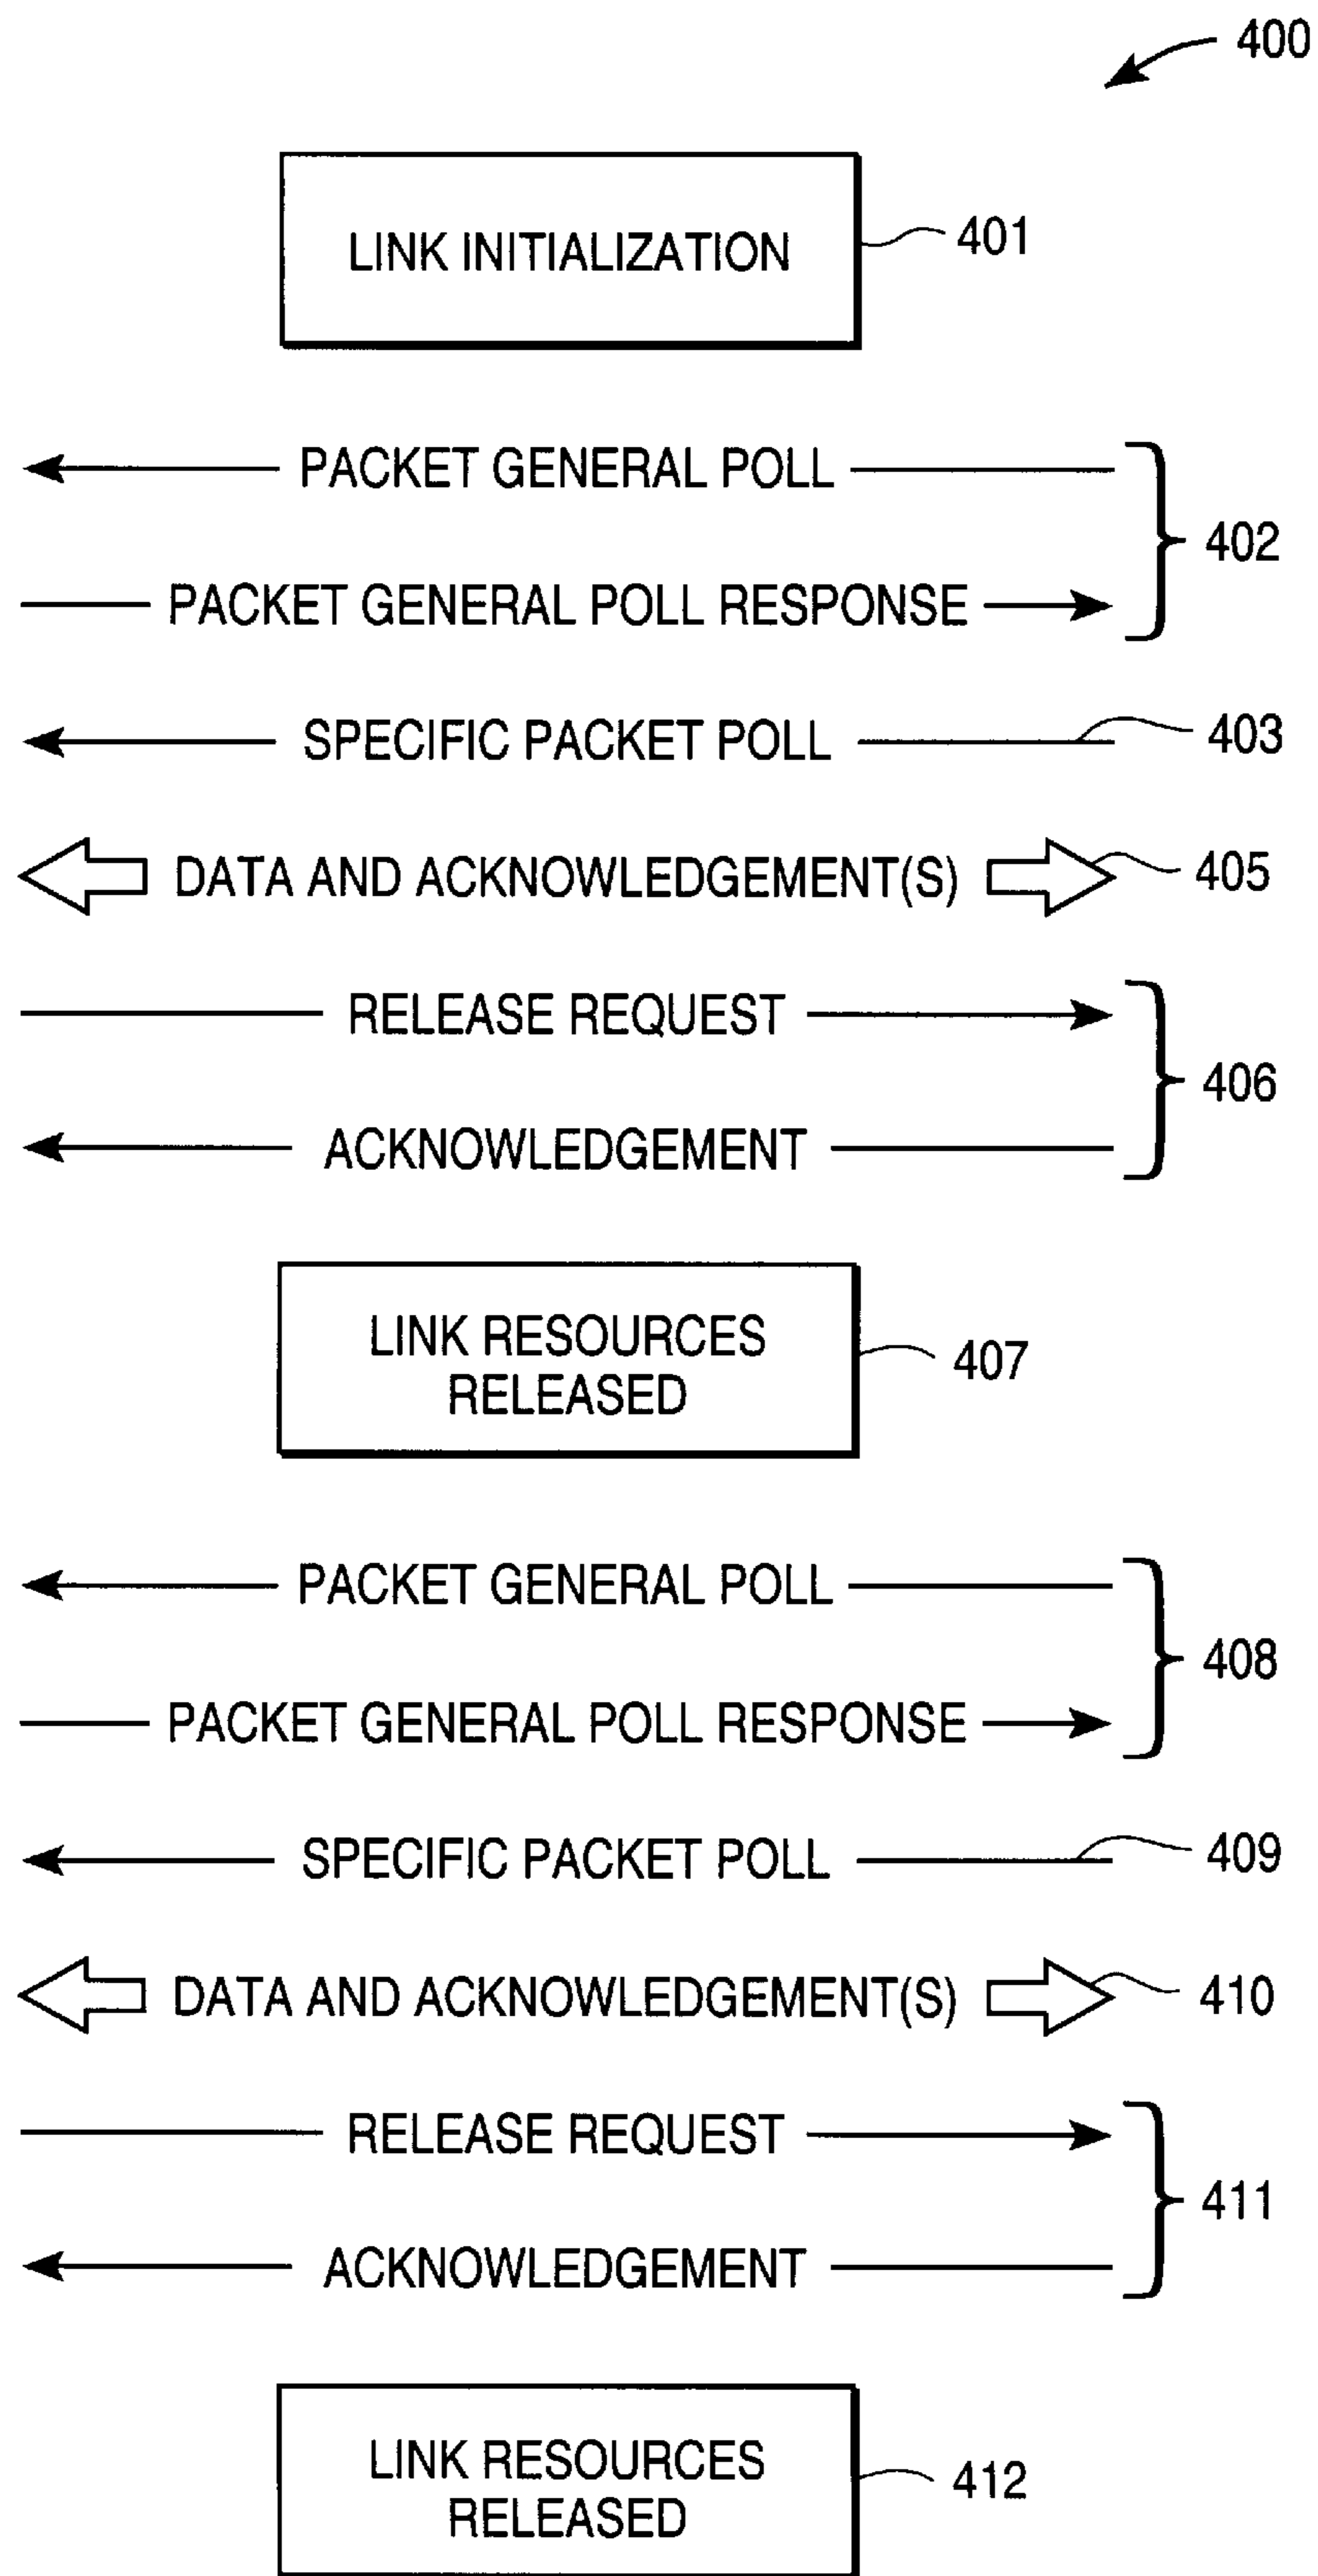 400
LINK INITIALIZATION
401
PACKET GENERAL POLL
402
PACKET GENERAL POLL RESPONSE
SPECIFIC PACKET POLL
403
DATA AND ACKNOWLEDGEMENT(S)
405
RELEASE REQUEST
406
ACKNOWLEDGEMENT
LINK RESOURCES
RELEASED
407
PACKET GENERAL POLL
408
PACKET GENERAL POLL RESPONSE
SPECIFIC PACKET POLL
409
DATA AND ACKNOWLEDGEMENT(S)
410
RELEASE REQUEST
411
ACKNOWLEDGEMENT
LINK RESOURCES
RELEASED
412